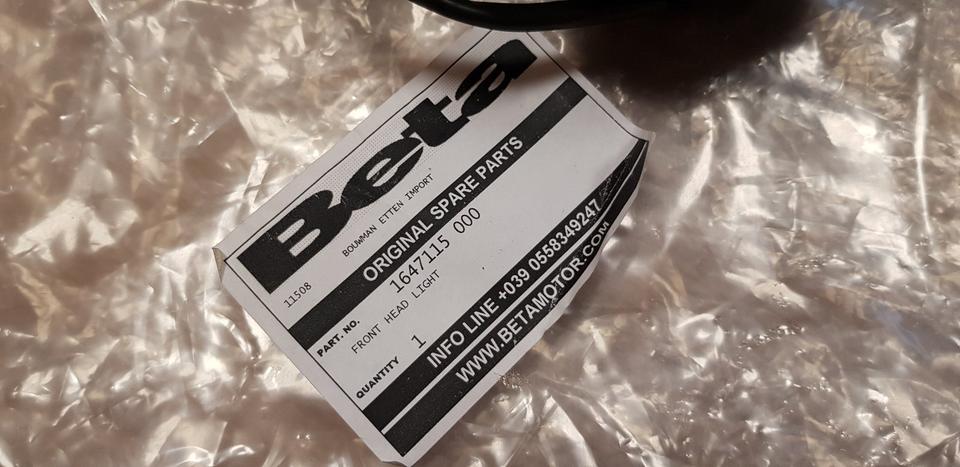 Beta
11508
BOUWMAN ETTEN IMPORT
ORIGINAL SPARE PARTS
PART. NO.
1647115 000
FRONT HEAD LIGHT
QUANTITY 1
INFO LINE +039 0558349247
WWW.BETAMOTOR.COM